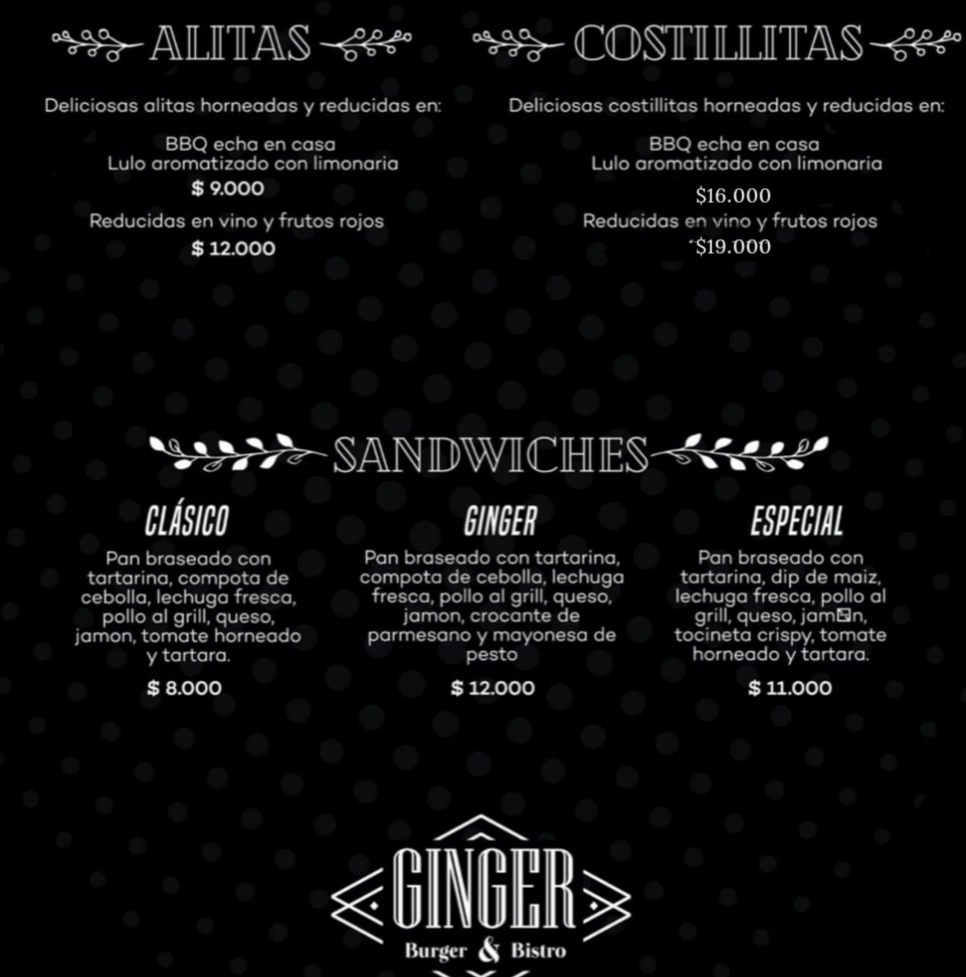 ALITAS
Deliciosas alitas horneadas y reducidas en:
BBQ echa en casa
Lulo aromatizado con limonaria
$ 9.000
Reducidas en vino y frutos rojos
$ 12.000
COSTILLITAS
Deliciosas costillitas horneadas y reducidas en:
BBQ echa en casa
Lulo aromatizado con limonaria
$16.000
Reducidas en vino y frutos rojos
$19.000
SANDWICHES
CLÁSICO
Pan braseado con
tartarina, compota de
cebolla, lechuga fresca,
pollo al grill, queso,
jamon, tomate horneado
y tartara.
$ 8.000
GINGER
Pan braseado con tartarina,
compota de cebolla, lechuga
fresca, pollo al grill, queso,
jamon, crocante de
parmesano y mayonesa de
pesto
$ 12.000
ESPECIAL
Pan braseado con
tartarina, dip de maiz,
lechuga fresca, pollo al
grill, queso, jam☒n,
tocineta crispy, tomate
horneado y tartara.
$ 11.000
GINGER
Burger & Bistro